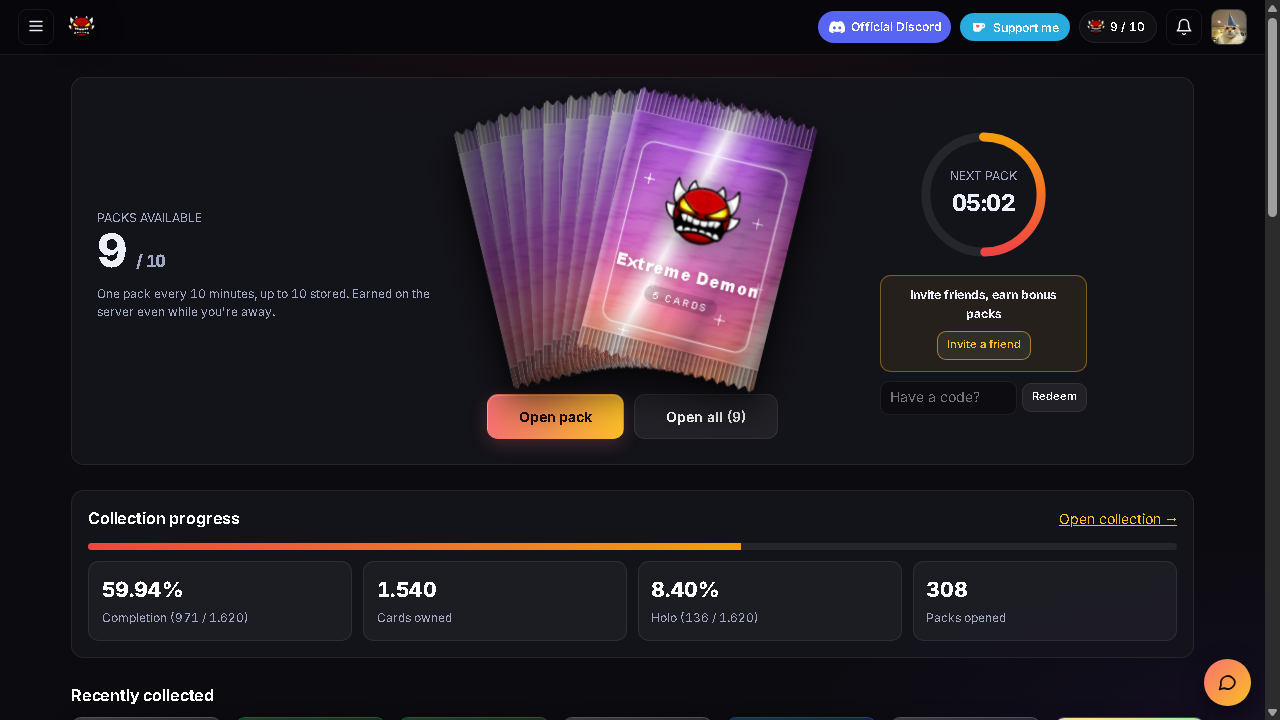 Official Discord
Support me
9 / 10
PACKS AVAILABLE
9 / 10
One pack every 10 minutes, up to 10 stored. Earned on the
server even while you're away.
Extreme Demon
5 CARDS
Open pack
Open all (9)
NEXT PACK
05:02
Invite friends, earn bonus
packs
Invite a friend
Have a code?
Redeem
Collection progress
Open collection →
59.94%
Completion (971 / 1.620)
1.540
Cards owned
8.40%
Holo (136 / 1.620)
308
Packs opened
Recently collected